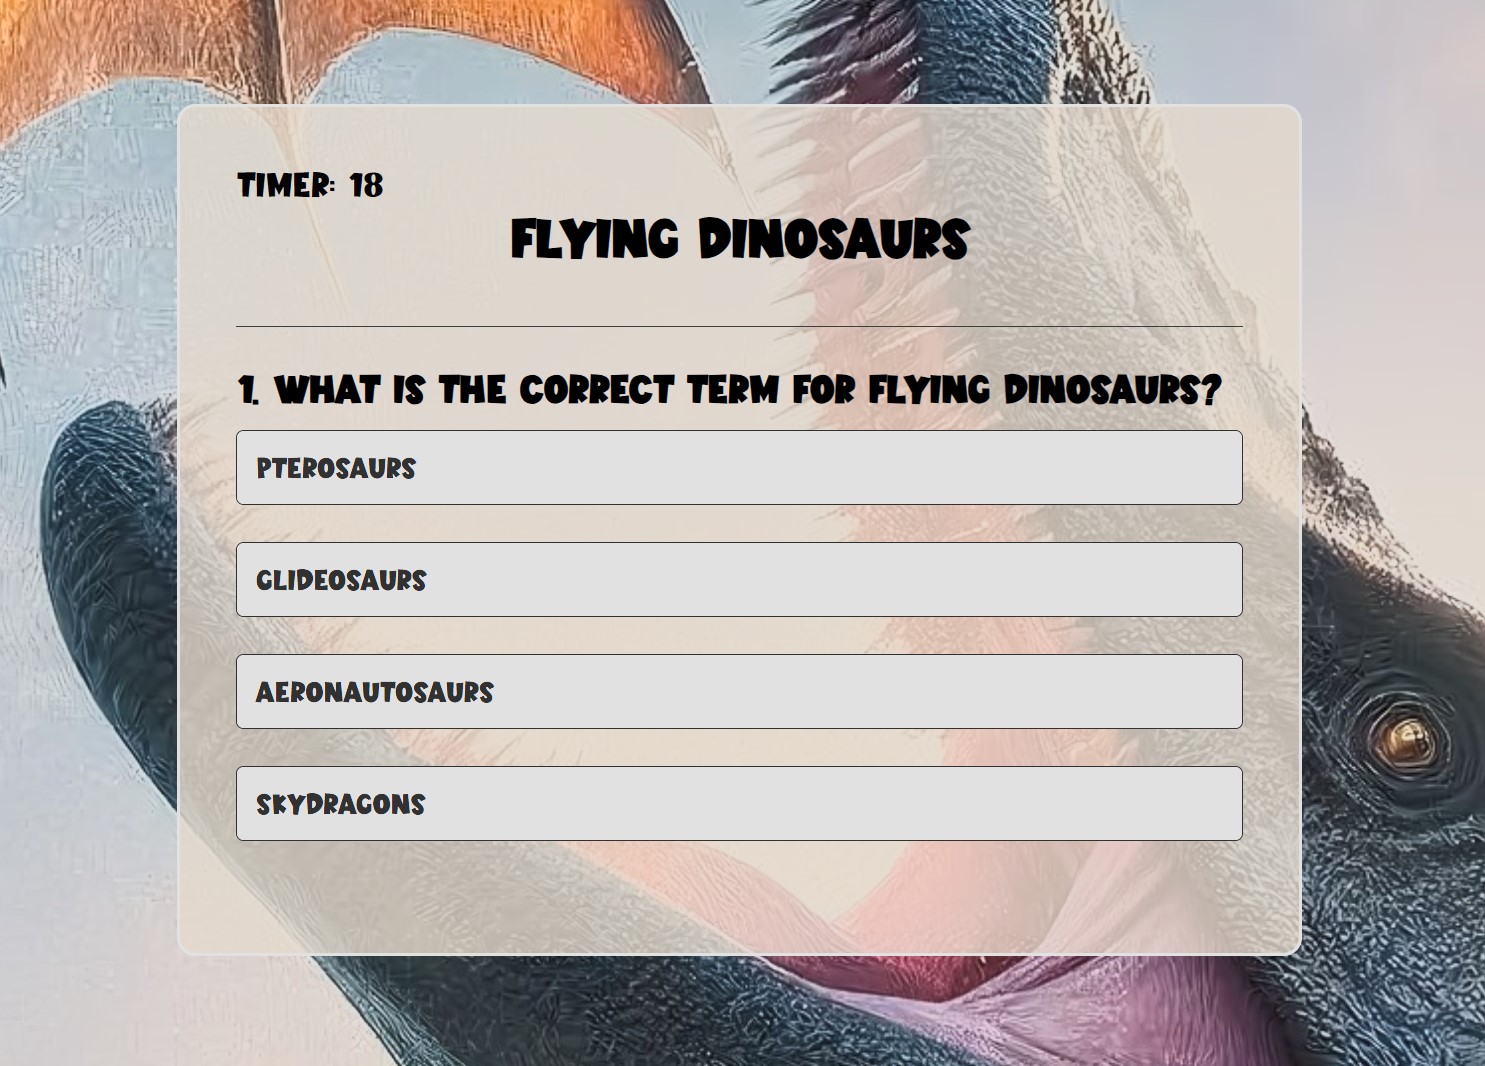 TIMER: 18
FLYING DINOSAURS
1. WHAT IS THE CORRECT TERM FOR FLYING DINOSAURS?
PTEROSAURS
GLIDEOSAURS
AERONAUTOSAURS
SKYDRAGONS